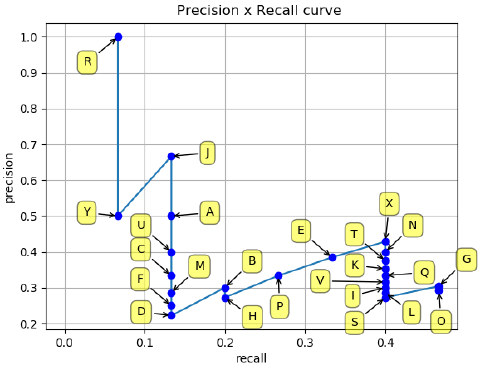 Precision x Recall curve
1.0
0.9
0.8
0.7
0.6
0.5
0.4
0.3
0.2
precision
0.0
0.1
0.2
0.3
0.4
recall
R
J
Y
A
U
C
M
F
D
B
H
P
E
X
T
N
K
Q
V
G
I
S
L
O